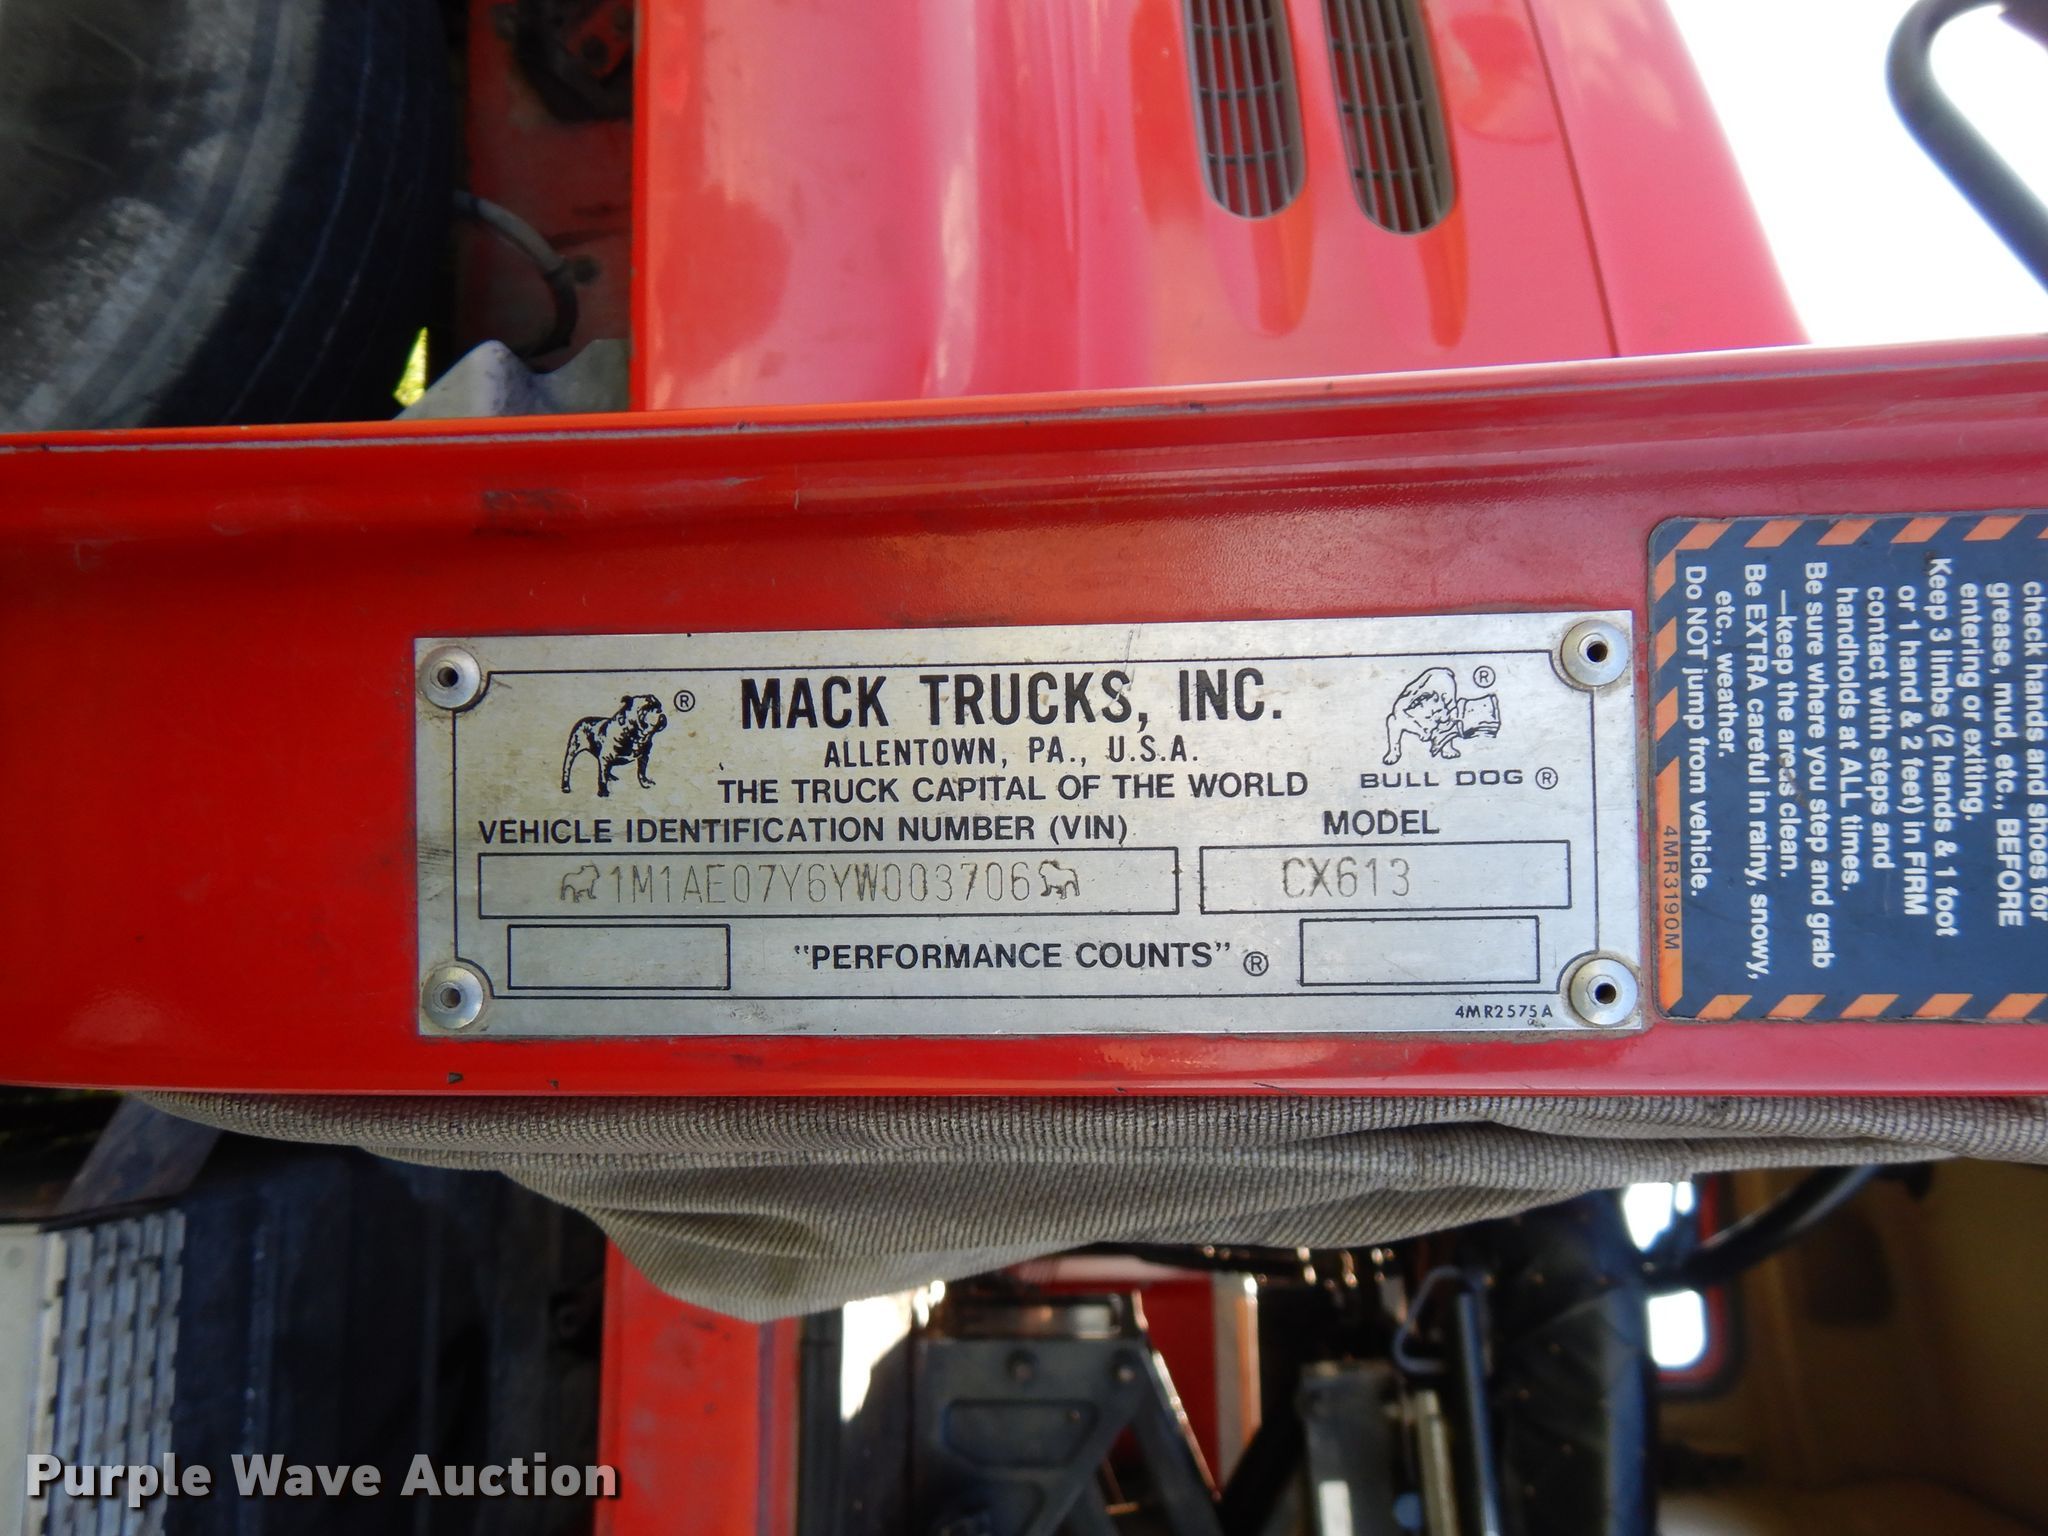 ® MACK TRUCKS, INC. ®
ALLENTOWN, PA., U.S.A.
THE TRUCK CAPITAL OF THE WORLD
BULL DOG ®
VEHICLE IDENTIFICATION NUMBER (VIN)
MODEL
1M1AE07Y6YW003706
CX613
"PERFORMANCE COUNTS" ®
4MR2575A
check hands and shoes for
grease, mud, etc., BEFORE
entering or exiting.
Keep 3 limbs (2 hands & 1 foot
or 1 hand & 2 feet) in FIRM
contact with steps and
handholds at ALL times.
Be sure where you step and grab
—keep the areas clean.
Be EXTRA careful in rainy, snowy,
etc., weather.
Do NOT jump from vehicle.
4MR3190M
Purple Wave Auction